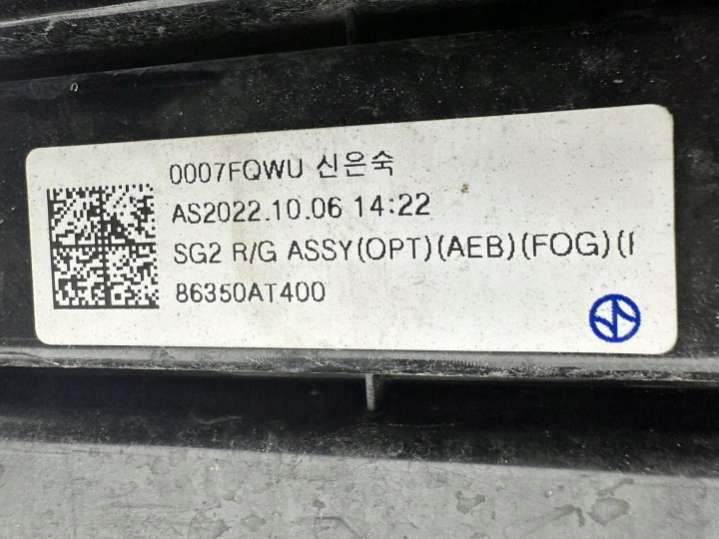 0007FQWU 신은숙
AS2022.10.06 14:22
SG2 R/G ASSY(OPT)(AEB)(FOG)(
86350AT400